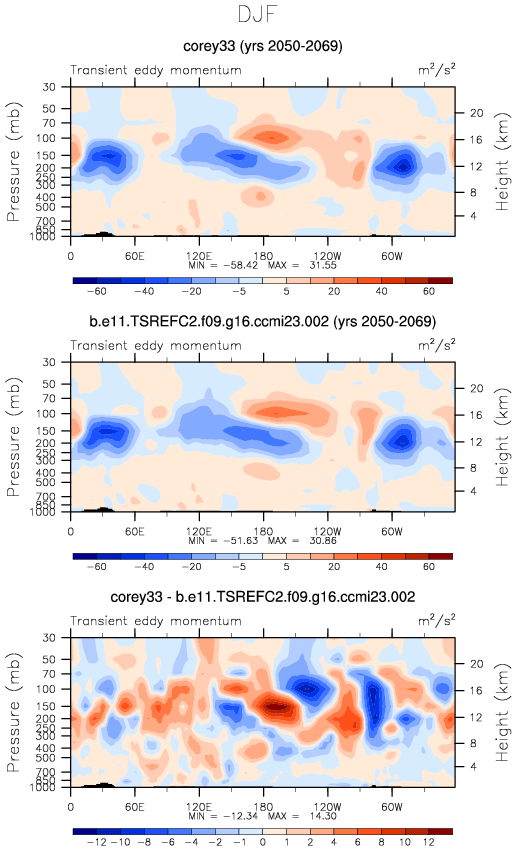 DJF
corey33 (yrs 2050-2069)
Transient eddy momentum m²/s²
Pressure (mb)
30
50
70
100
150
200
250
300
400
500
700
850
1000
20
16
12
8
4
Height (km)
0 60E 120E 180 120W 60W
MIN = -58.42 MAX = 31.55
-60 -40 -20 -5 5 20 40 60
b.e11.TSREFC2.f09.g16.ccmi23.002 (yrs 2050-2069)
Transient eddy momentum m²/s²
Pressure (mb)
30
50
70
100
150
200
250
300
400
500
700
850
1000
20
16
12
8
4
Height (km)
0 60E 120E 180 120W 60W
MIN = -51.63 MAX = 30.86
-60 -40 -20 -5 5 20 40 60
corey33 - b.e11.TSREFC2.f09.g16.ccmi23.002
Transient eddy momentum m²/s²
Pressure (mb)
30
50
70
100
150
200
250
300
400
500
700
850
1000
20
16
12
8
4
Height (km)
0 60E 120E 180 120W 60W
MIN = -12.34 MAX = 14.30
-12 -10 -8 -6 -4 -2 -1 0 1 2 4 6 8 10 12